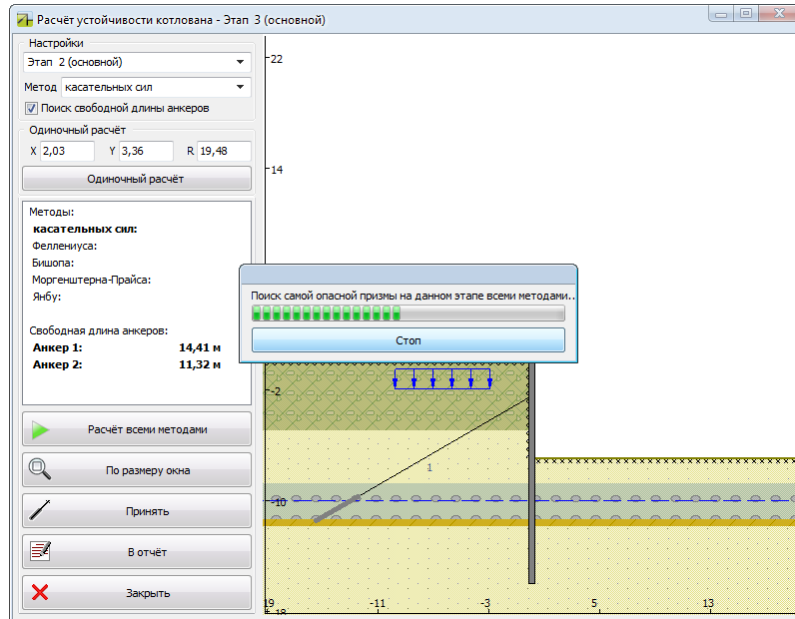 Расчёт устойчивости котлована - Этап 3 (основной)
Настройки
Этап 2 (основной)
Метод касательных сил
Поиск свободной длины анкеров
Одиночный расчёт
X 2,03 Y 3,36 R 19,48
Одиночный расчёт
Методы:
касательных сил:
Феллениуса:
Бишопа:
Моргенштерна-Прайса:
Янбу:
Свободная длина анкеров:
Анкер 1: 14,41 м
Анкер 2: 11,32 м
Расчёт всеми методами
По размеру окна
Принять
В отчёт
Закрыть
22
14
Поиск самой опасной призмы на данном этапе всеми методами..
Стоп
-2
1
-10
19 -11 -3 5 13
-18